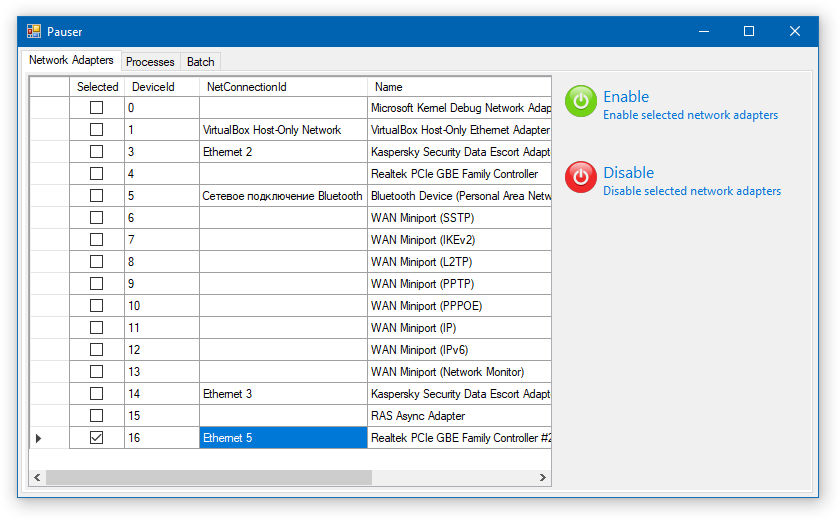 Pauser
Network Adapters Processes Batch
Selected DeviceId NetConnectionId Name
0 Microsoft Kernel Debug Network Adap
1 VirtualBox Host-Only Network VirtualBox Host-Only Ethernet Adapter
3 Ethernet 2 Kaspersky Security Data Escort Adapt
4 Realtek PCIe GBE Family Controller
5 Сетевое подключение Bluetooth Bluetooth Device (Personal Area Netw
6 WAN Miniport (SSTP)
7 WAN Miniport (IKEv2)
8 WAN Miniport (L2TP)
9 WAN Miniport (PPTP)
10 WAN Miniport (PPPOE)
11 WAN Miniport (IP)
12 WAN Miniport (IPv6)
13 WAN Miniport (Network Monitor)
14 Ethernet 3 Kaspersky Security Data Escort Adapt
15 RAS Async Adapter
16 Ethernet 5 Realtek PCIe GBE Family Controller #2
Enable
Enable selected network adapters
Disable
Disable selected network adapters